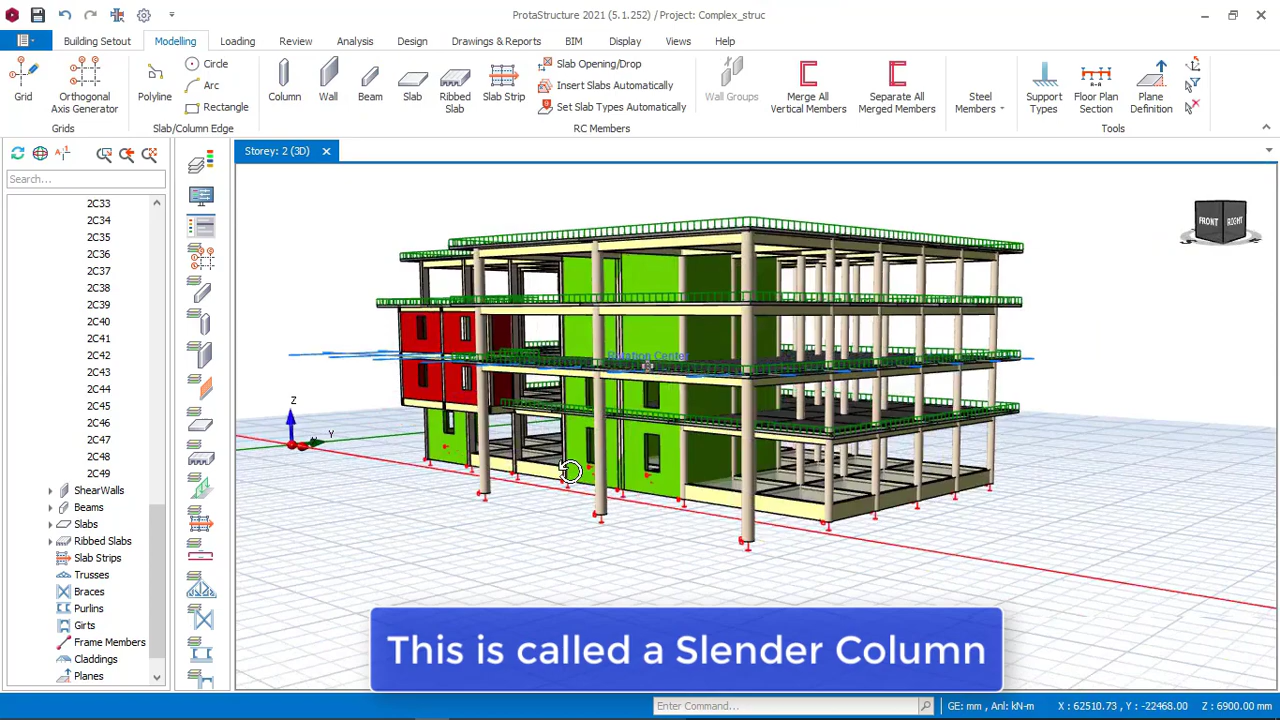 ProtaStructure 2021 (5.1.252) / Project: Complex_struc
Building Setout
Modelling
Loading
Review
Analysis
Design
Drawings & Reports
BIM
Display
Views
Help
Grid
Orthogonal Axis Generator
Grids
Polyline
Circle
Arc
Rectangle
Slab/Column Edge
Column
Wall
Beam
Slab
Ribbed Slab
Slab Strip
Slab Opening/Drop
Insert Slabs Automatically
Set Slab Types Automatically
RC Members
Wall Groups
Merge All Vertical Members
Separate All Merged Members
Steel Members
Support Types
Floor Plan Section
Plane Definition
Tools
Search...
2C33
2C34
2C35
2C36
2C37
2C38
2C39
2C40
2C41
2C42
2C43
2C45
2C46
2C47
2C48
2C49
ShearWalls
Beams
Slabs
Ribbed Slabs
Slab Strips
Trusses
Braces
Purlins
Girts
Frame Members
Claddings
Planes
Storey: 2 (3D)
FRONT
RIGHT
Rotation Center
Z
Y
This is called a Slender Column
Enter Command...
GE: mm, Anl: kN-m
X : 62510.73, Y : -22468.00
Z : 6900.00 mm